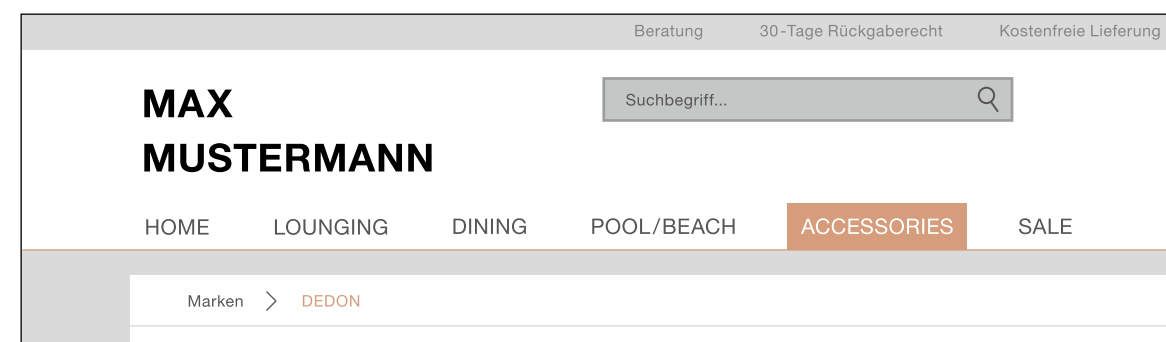 Beratung 30-Tage Rückgaberecht Kostenfreie Lieferung
MAX
MUSTERMANN
Suchbegriff...
HOME LOUNGING DINING POOL/BEACH ACCESSORIES SALE
Marken > DEDON